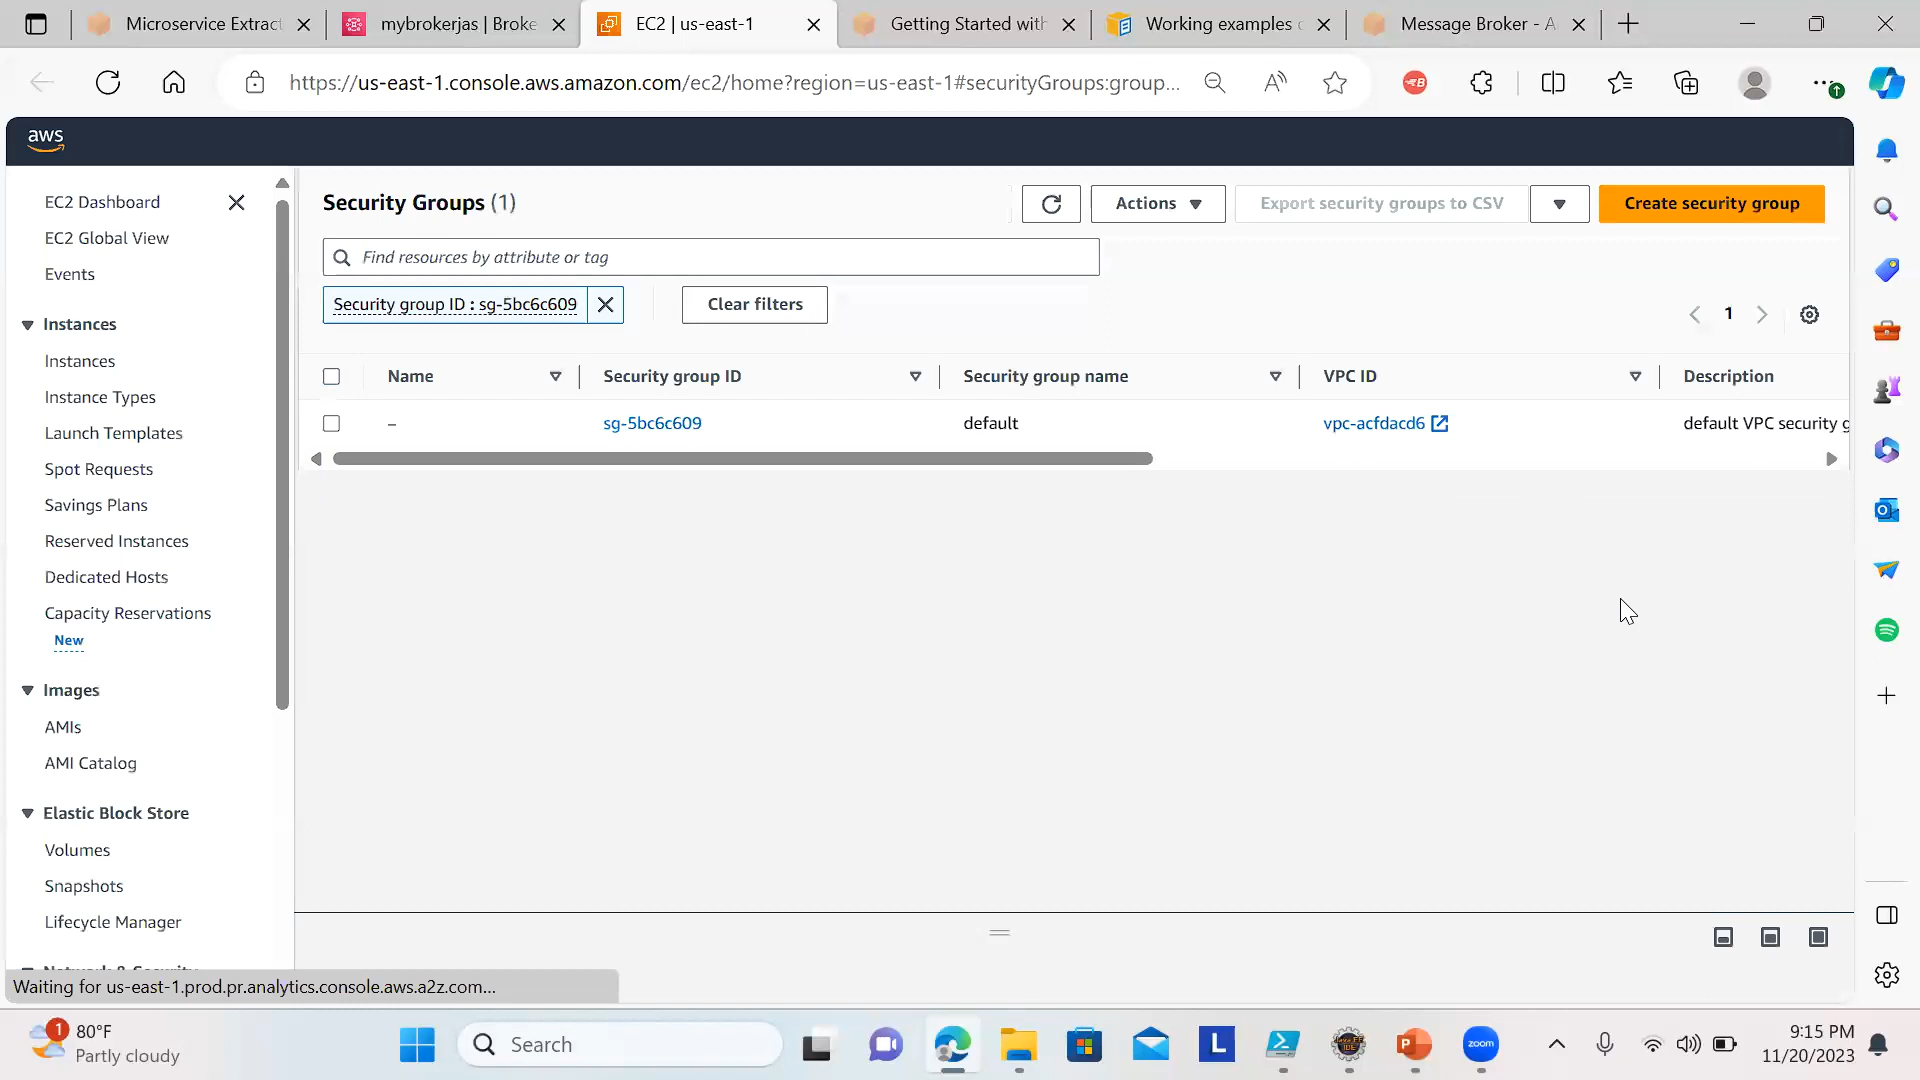 Microservice Extract
mybrokerjas | Broke
EC2 | us-east-1
Getting Started with
Working examples
Message Broker - A
https://us-east-1.console.aws.amazon.com/ec2/home?region=us-east-1#securityGroups:group...
aws
EC2 Dashboard
EC2 Global View
Events
Instances
Instances
Instance Types
Launch Templates
Spot Requests
Savings Plans
Reserved Instances
Dedicated Hosts
Capacity Reservations
New
Images
AMIs
AMI Catalog
Elastic Block Store
Volumes
Snapshots
Lifecycle Manager
Network & Security
Security Groups (1)
Actions
Export security groups to CSV
Create security group
Find resources by attribute or tag
Security group ID : sg-5bc6c609
Clear filters
1
Name
Security group ID
Security group name
VPC ID
Description
–
sg-5bc6c609
default
vpc-acfdacd6
default VPC security g
Waiting for us-east-1.prod.pr.analytics.console.aws.a2z.com...
1
80°F
Partly cloudy
Search
L
zoom
9:15 PM
11/20/2023